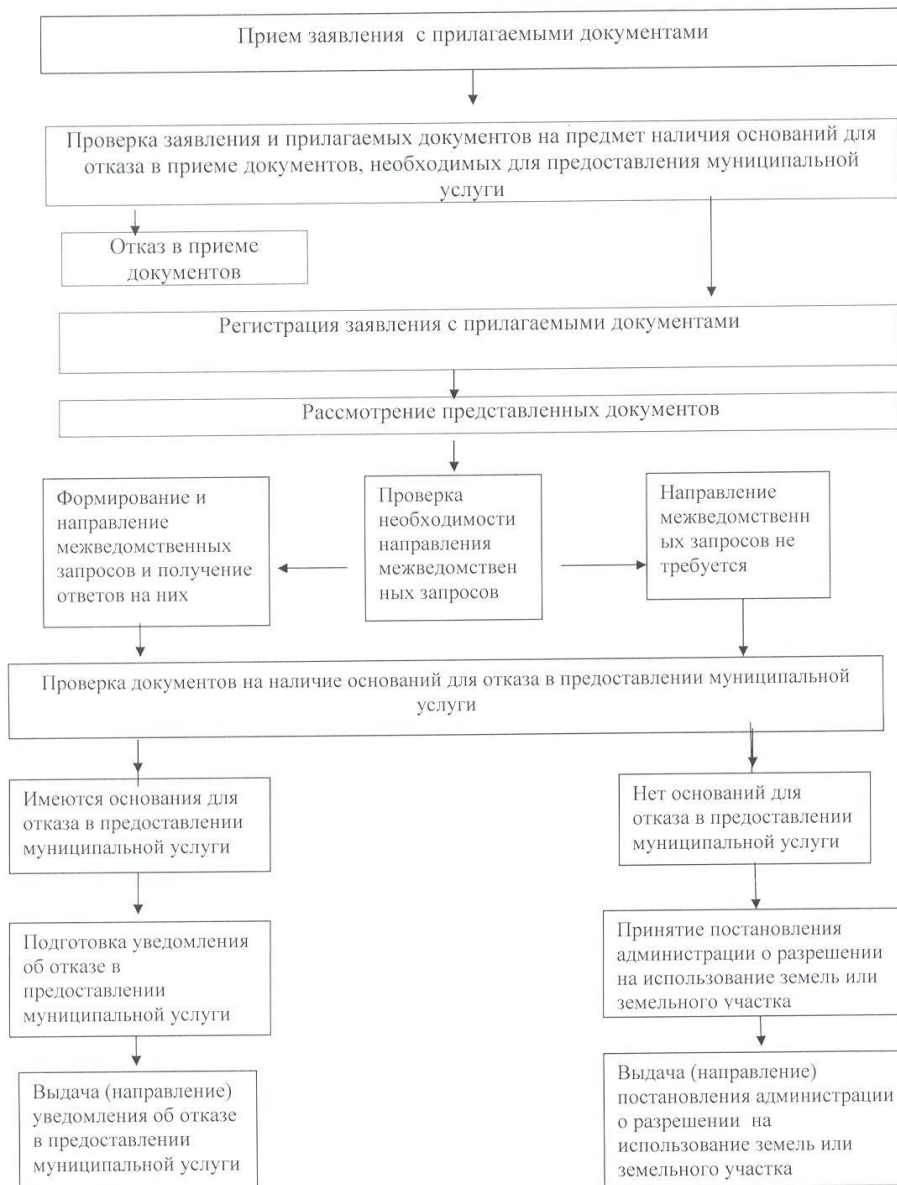 Прием заявления с прилагаемыми документами
Проверка заявления и прилагаемых документов на предмет наличия оснований для
отказа в приеме документов, необходимых для предоставления муниципальной
услуги
Отказ в приеме
документов
Регистрация заявления с прилагаемыми документами
Рассмотрение представленных документов
Формирование и
направление
межведомственных
запросов и получение
ответов на них
Проверка
необходимости
направления
межведомствен
ных запросов
Направление
межведомственн
ых запросов не
требуется
Проверка документов на наличие оснований для отказа в предоставлении муниципальной
услуги
Имеются основания для
отказа в предоставлении
муниципальной услуги
Нет оснований для
отказа в предоставлении
муниципальной услуги
Подготовка уведомления
об отказе в
предоставлении
муниципальной услуги
Принятие постановления
администрации о разрешении
на использование земель или
земельного участка
Выдача (направление)
уведомления об отказе
в предоставлении
муниципальной услуги
Выдача (направление)
постановления администрации
о разрешении на
использование земель или
земельного участка